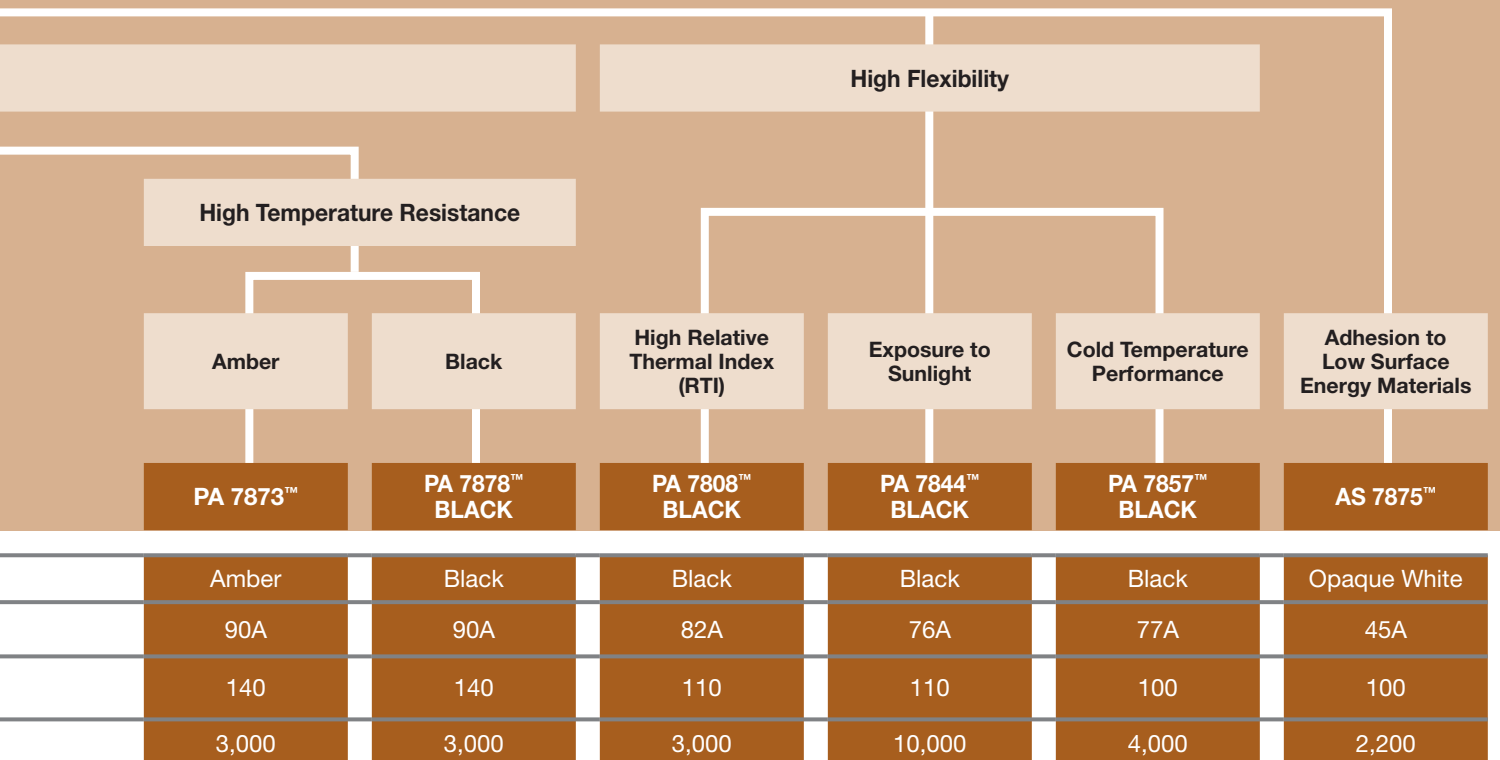 High Flexibility
High Temperature Resistance
Amber
Black
High Relative
Thermal Index
(RTI)
Exposure to
Sunlight
Cold Temperature
Performance
Adhesion to
Low Surface
Energy Materials
PA 7873™
PA 7878™
BLACK
PA 7808™
BLACK
PA 7844™
BLACK
PA 7857™
BLACK
AS 7875™
Amber Black Black Black Black Opaque White
90A 90A 82A 76A 77A 45A
140 140 110 110 100 100
3,000 3,000 3,000 10,000 4,000 2,200